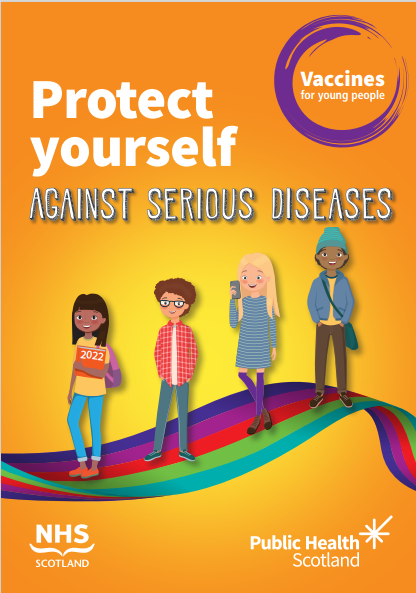 Vaccines
for young people
Protect
yourself
AGAINST SERIOUS DISEASES
2022
NHS
SCOTLAND
Public Health
Scotland